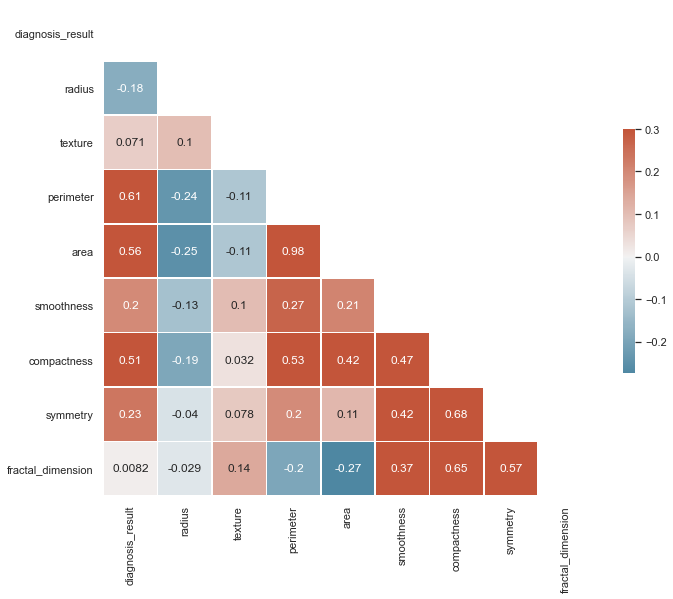 diagnosis_result
radius -0.18
texture 0.071 0.1
perimeter 0.61 -0.24 -0.11
area 0.56 -0.25 -0.11 0.98
smoothness 0.2 -0.13 0.1 0.27 0.21
compactness 0.51 -0.19 0.032 0.53 0.42 0.47
symmetry 0.23 -0.04 0.078 0.2 0.11 0.42 0.68
fractal_dimension 0.0082 -0.029 0.14 -0.2 -0.27 0.37 0.65 0.57
diagnosis_result
radius
texture
perimeter
area
smoothness
compactness
symmetry
fractal_dimension
0.3
0.2
0.1
0.0
−0.1
−0.2